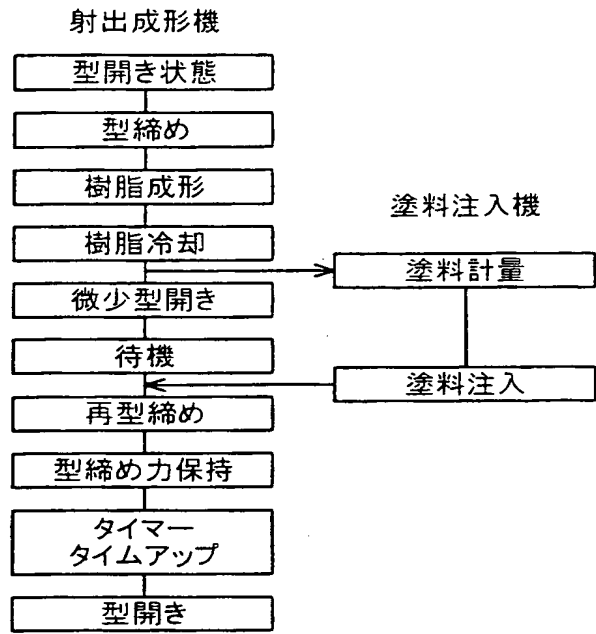 射出成形機
型開き状態
型締め
樹脂成形
樹脂冷却
微少型開き
待機
再型締め
型締め力保持
タイマー
タイムアップ
型開き
塗料注入機
塗料計量
塗料注入